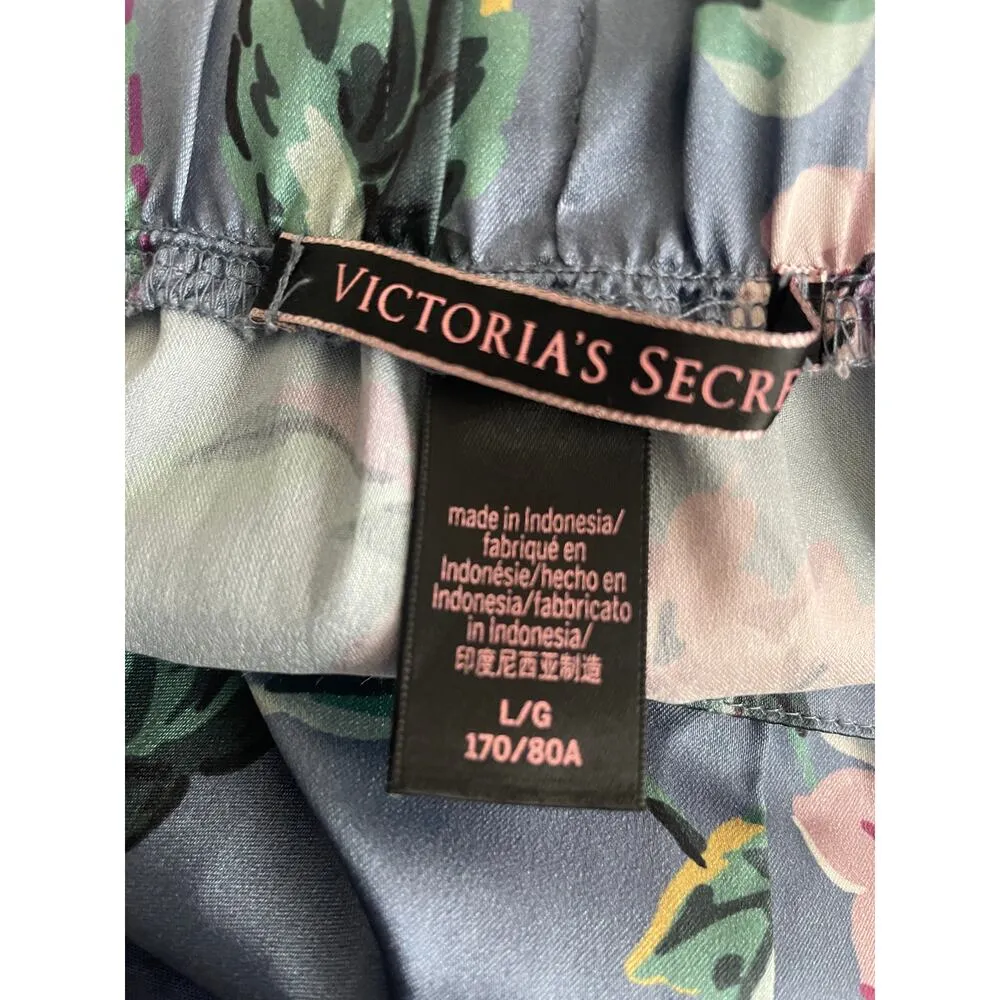 VICTORIA'S SECRE
made in Indonesia/
fabriqué en
Indonésie/hecho en
Indonesia/fabbricato
in Indonesia/
印度尼西亚制造
L/G
170/80A